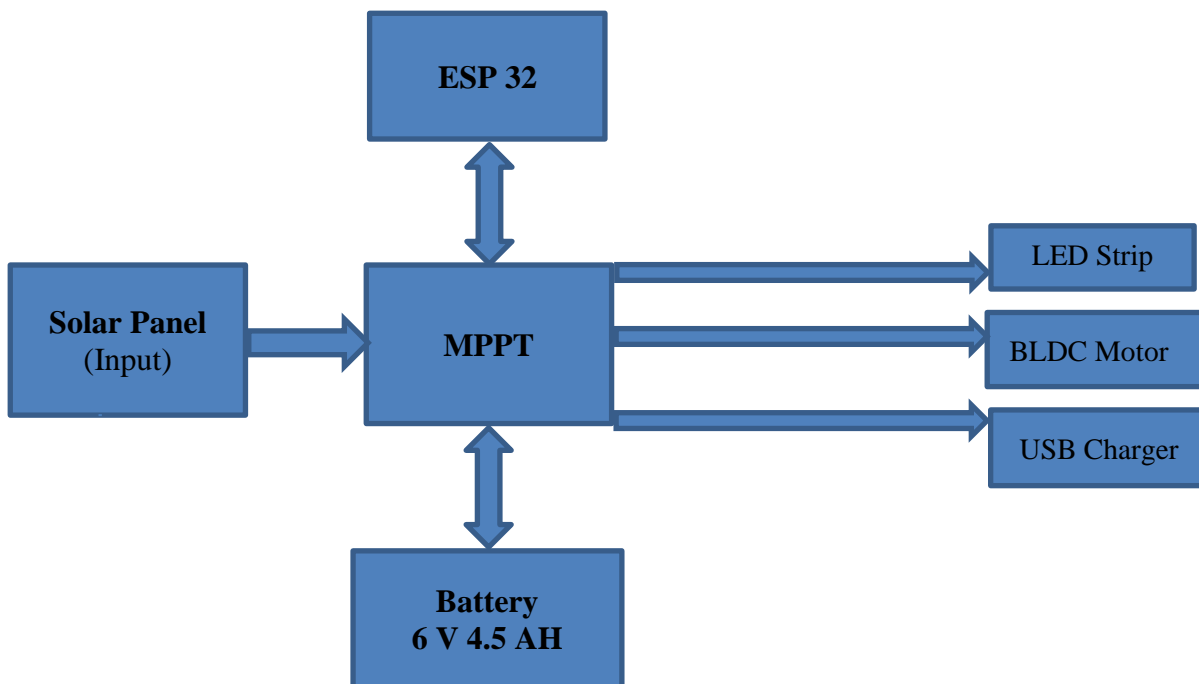 ESP 32
LED Strip
Solar Panel
(Input)
MPPT
BLDC Motor
USB Charger
Battery
6 V 4.5 AH